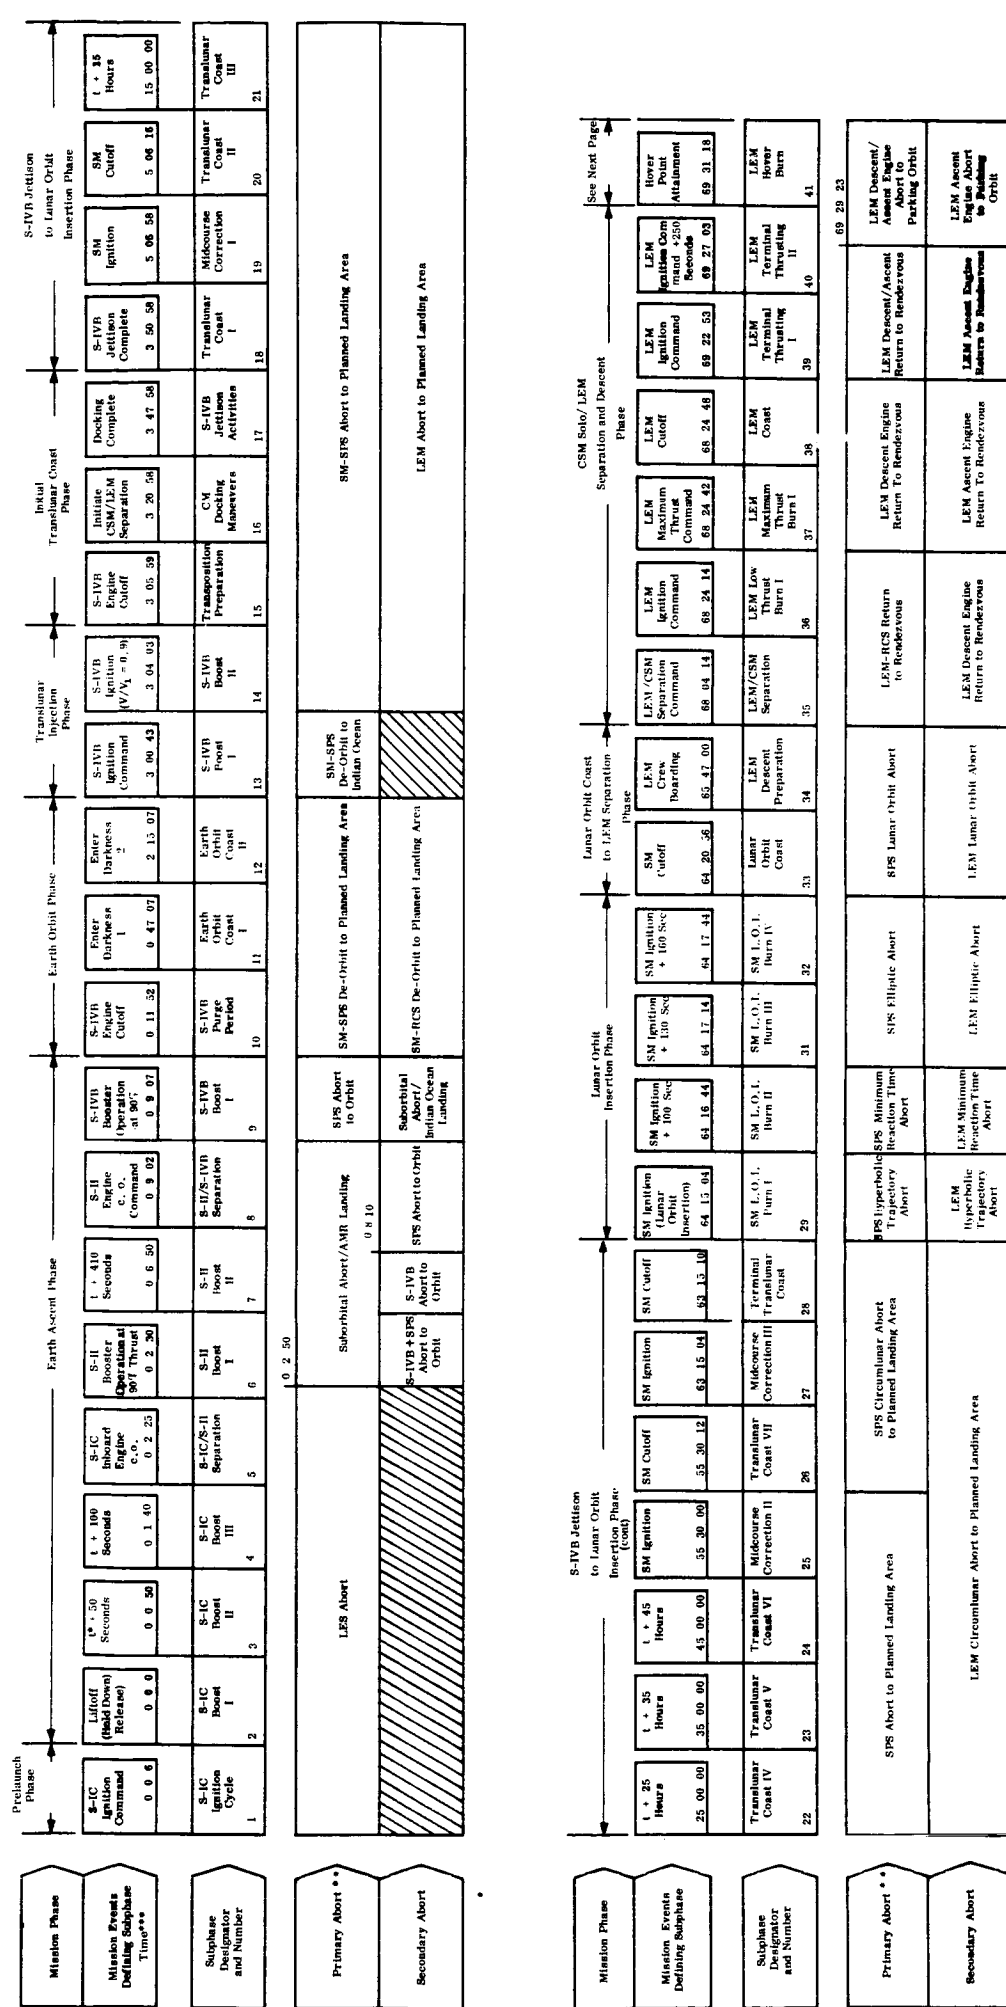 Mission Phase
Prelaunch
Phase
Earth Ascent Phase
Earth Orbit Phase
Translunar
Injection
Phase
Initial
Translunar Coast
Phase
S-IVB Jettison
to Lunar Orbit
Insertion Phase
Mission Events
Defining Subphase
Time***
S-IC
Ignition
Command
0 0 6
Liftoff
(Hold Down)
Release)
0 0 0
t* + 50
Seconds
0 0 50
t + 100
Seconds
0 1 40
S-IC
Inboard
Engine
c.o.
0 2 25
S-II
Booster
Operation at
90% Thrust
0 2 30
t + 410
Seconds
0 6 50
S-II
Engine
c. o.
Command
0 9 02
S-IVB
Booster
Operation
at 90%
0 9 07
S-IVB
Engine
Cutoff
0 11 52
Enter
Darkness
1
0 47 07
Enter
Darkness
2
2 15 07
S-IVB
Ignition
Command
3 00 43
S-IVB
Ignition
(V/V₁ = 0.9)
3 04 03
S-IVB
Engine
Cutoff
3 05 59
Initiate
CSM/LEM
Separation
3 20 58
Docking
Complete
3 47 58
S-IVB
Jettison
Complete
3 50 58
SM
Ignition
5 05 58
SM
Cutoff
5 06 16
t + 15
Hours
15 00 00
Subphase
Designator
and Number
S-IC
Ignition
Cycle
1
S-IC
Boost
I
2
S-IC
Boost
II
3
S-IC
Boost
III
4
S-IC/S-II
Separation
5
S-II
Boost
I
6
S-II
Boost
II
7
S-II/S-IVB
Separation
8
S-IVB
Boost
I
9
S-IVB
Purge
Period
10
Earth
Orbit
Coast
I
11
Earth
Orbit
Coast
II
12
S-IVB
Boost
I
13
S-IVB
Boost
II
14
Transposition
Preparation
15
CM
Docking
Maneuvers
16
S-IVB
Jettison
Activities
17
Translunar
Coast
I
18
Midcourse
Correction
I
19
Translunar
Coast
II
20
Translunar
Coast
III
21
Primary Abort **
LES Abort
0 2 50
Suborbital Abort/AMR Landing
0 8 10
SPS Abort
to Orbit
SM-SPS De-Orbit to Planned Landing Area
SM-SPS
De-Orbit to
Indian Ocean
SM-SPS Abort to Planned Landing Area
Secondary Abort
S-IVB + SPS
Abort to
Orbit
S-IVB
Abort to
Orbit
SPS Abort to Orbit
Suborbital
Abort/
Indian Ocean
Landing
SM-RCS De-Orbit to Planned Landing Area
LEM Abort to Planned Landing Area
Mission Phase
S-IVB Jettison
to Lunar Orbit
Insertion Phase
(cont)
Lunar Orbit
Insertion Phase
Lunar Orbit Coast
to LEM Separation
Phase
CSM Solo/ LEM
Separation and Descent
Phase
See Next Page
Mission Events
Defining Subphase
t + 25
Hours
25 00 00
t + 35
Hours
35 00 00
t + 45
Hours
45 00 00
SM Ignition
55 30 00
SM Cutoff
55 30 12
SM Ignition
63 15 04
SM Cutoff
63 15 10
SM Ignition
(Lunar
Orbit
Insertion)
64 15 04
SM Ignition
+ 100 Sec
64 16 44
SM Ignition
+ 130 Sec
64 17 14
SM Ignition
+ 160 Sec
64 17 44
SM
Cutoff
64 20 56
LEM
Crew
Boarding
65 47 00
LEM/CSM
Separation
Command
68 04 14
LEM
Ignition
Command
68 24 14
LEM
Maximum
Thrust
Command
68 24 42
LEM
Cutoff
68 24 48
LEM
Ignition
Command
69 22 53
LEM
Ignition Com
mand +250
Seconds
69 27 03
Hover
Point
Attainment
69 31 18
Subphase
Designator
and Number
Translunar
Coast IV
22
Translunar
Coast V
23
Translunar
Coast VI
24
Midcourse
Correction II
25
Translunar
Coast VII
26
Midcourse
Correction III
27
Terminal
Translunar
Coast
28
SM L.O.I.
Burn I
29
SM L.O.I.
Burn II
30
SM L.O.I.
Burn III
31
SM L.O.I.
Burn IV
32
Lunar
Orbit
Coast
33
LEM
Descent
Preparation
34
LEM/CSM
Separation
35
LEM Low
Thrust
Burn I
36
LEM
Maximum
Thrust
Burn I
37
LEM
Coast
38
LEM
Terminal
Thrusting
I
39
LEM
Terminal
Thrusting
II
40
LEM
Hover
Burn
41
Primary Abort **
SPS Abort to Planned Landing Area
SPS Circumlunar Abort
to Planned Landing Area
SPS Hyperbolic
Trajectory
Abort
SPS Minimum
Reaction Time
Abort
SPS Elliptic Abort
SPS Lunar Orbit Abort
LEM-RCS Return
to Rendezvous
LEM Descent Engine
Return To Rendezvous
LEM Descent/Ascent
Return to Rendezvous
69 29 23
LEM Descent/
Ascent Engine
Abort to
Parking Orbit
Secondary Abort
LEM Circumlunar Abort to Planned Landing Area
LEM
Hyperbolic
Trajectory
Abort
LEM Minimum
Reaction Time
Abort
LEM Elliptic Abort
LEM Lunar Orbit Abort
LEM Descent Engine
Return to Rendezvous
LEM Ascent Engine
Return To Rendezvous
LEM Ascent Engine
Return to Rendezvous
LEM Ascent
Engine Abort
to Parking
Orbit